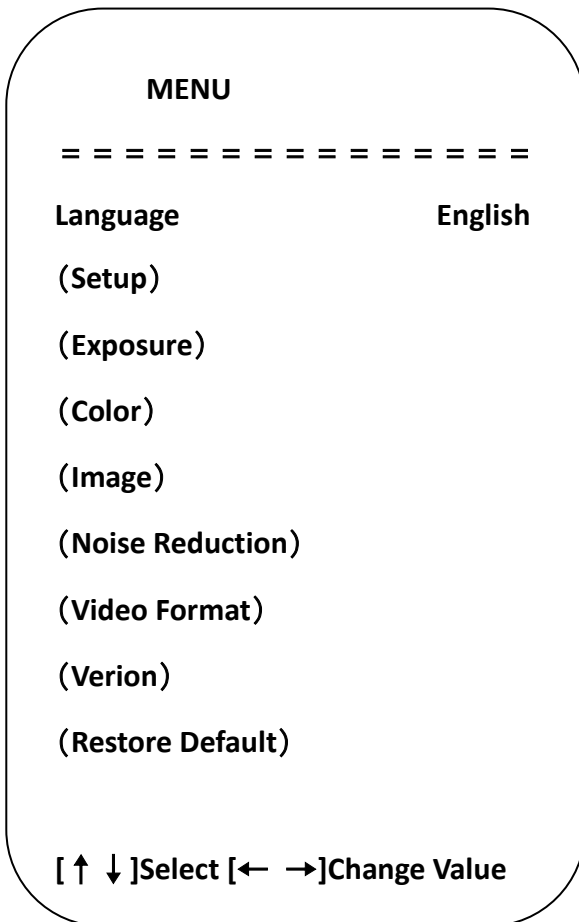 MENU
= = = = = = = = = = = = = = =
Language English
（Setup）
（Exposure）
（Color）
（Image）
（Noise Reduction）
（Video Format）
（Verion）
（Restore Default）
[ ↑ ↓ ]Select [← →]Change Value